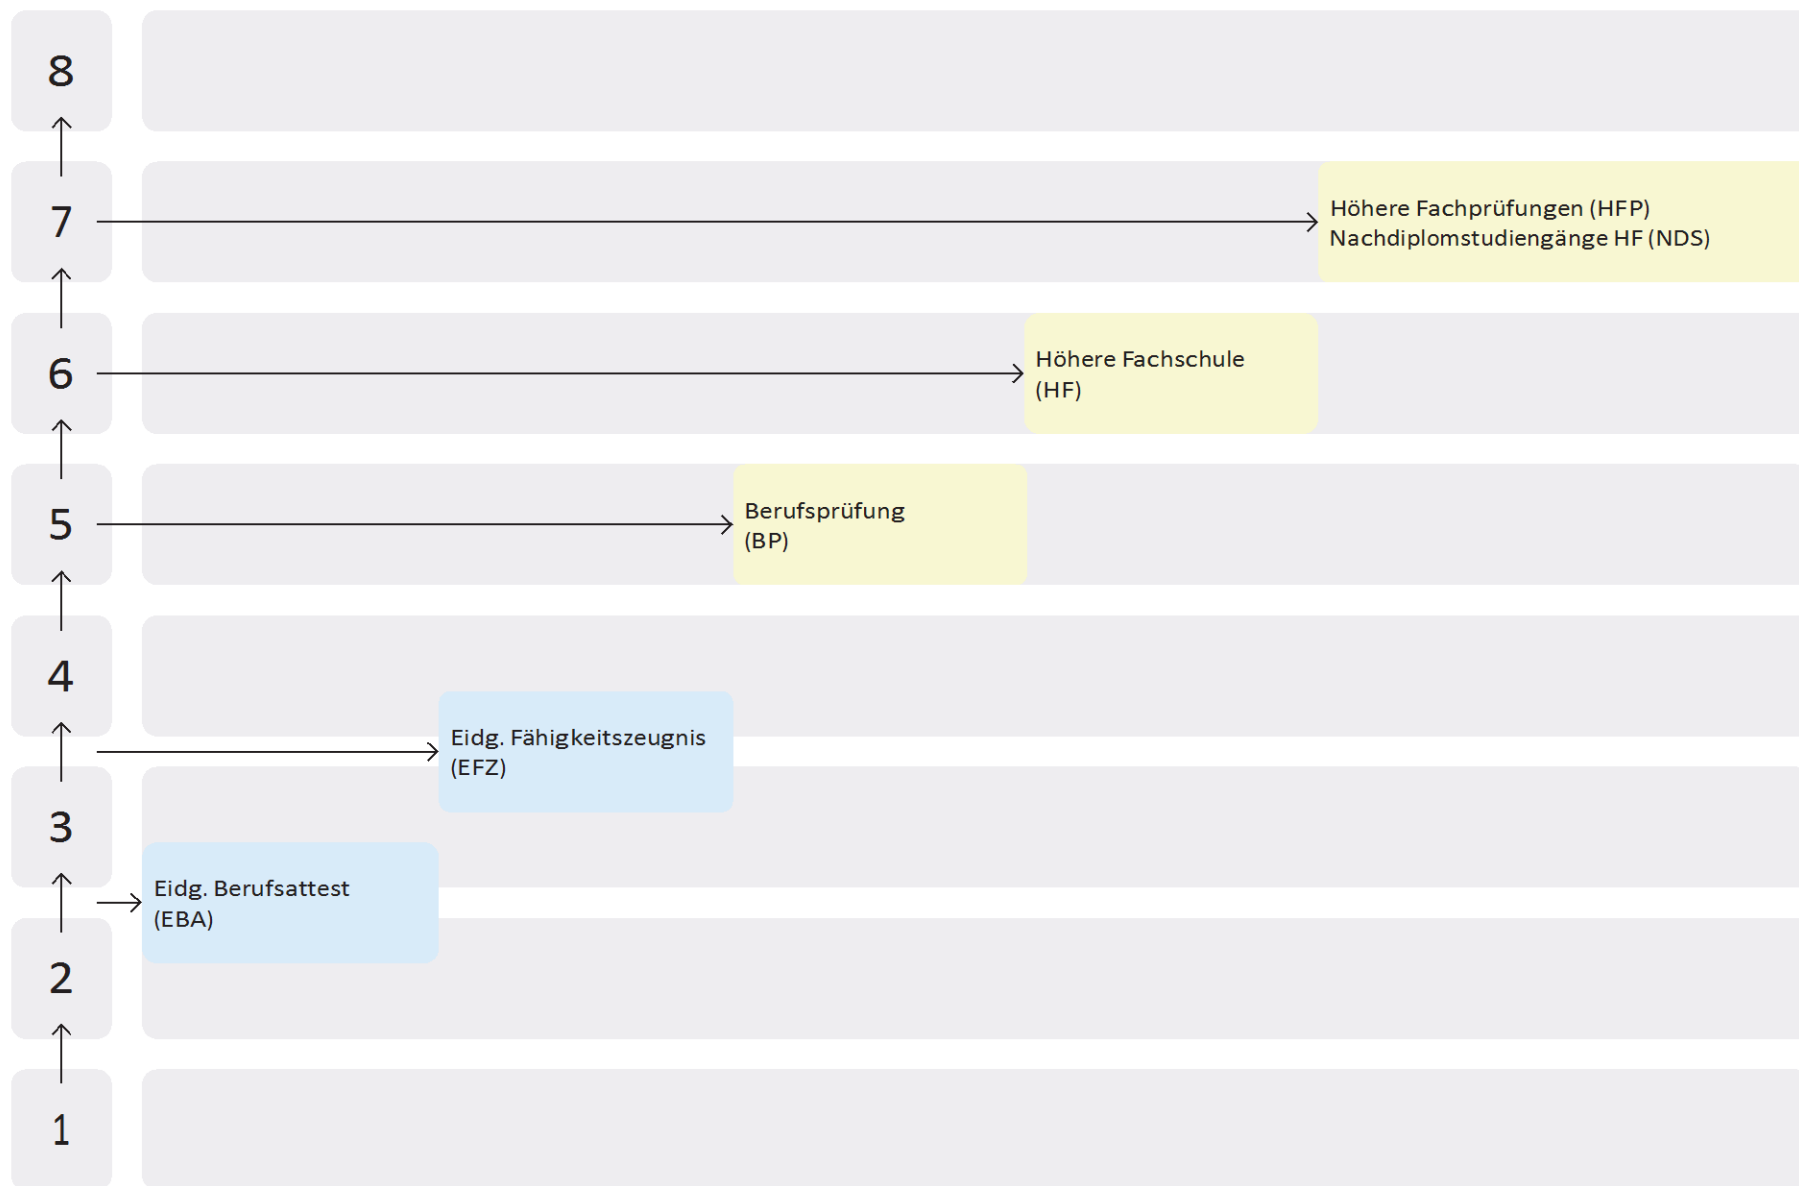 8
7
Höhere Fachprüfungen (HFP)
Nachdiplomstudiengänge HF (NDS)
6
Höhere Fachschule
(HF)
5
Berufsprüfung
(BP)
4
Eidg. Fähigkeitszeugnis
(EFZ)
3
Eidg. Berufsattest
(EBA)
2
1